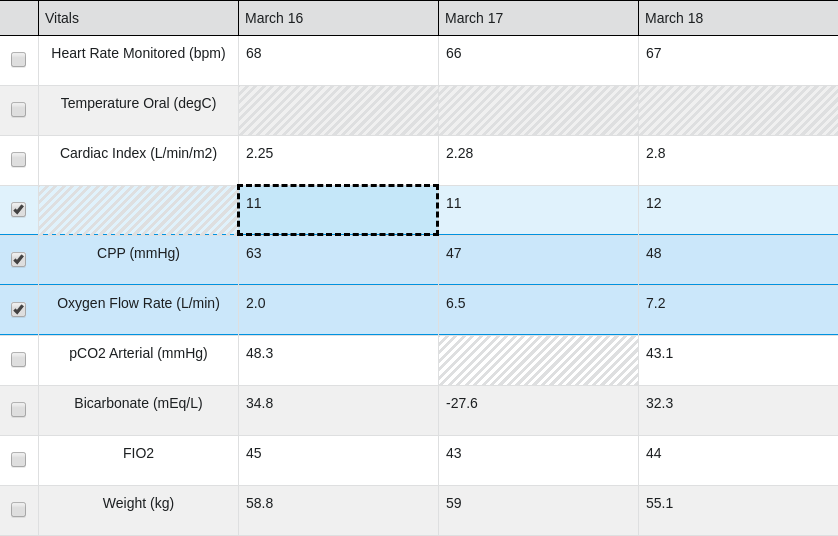 Vitals March 16 March 17 March 18
Heart Rate Monitored (bpm) 68 66 67
Temperature Oral (degC)
Cardiac Index (L/min/m2) 2.25 2.28 2.8
11 11 12
CPP (mmHg) 63 47 48
Oxygen Flow Rate (L/min) 2.0 6.5 7.2
pCO2 Arterial (mmHg) 48.3 43.1
Bicarbonate (mEq/L) 34.8 -27.6 32.3
FIO2 45 43 44
Weight (kg) 58.8 59 55.1